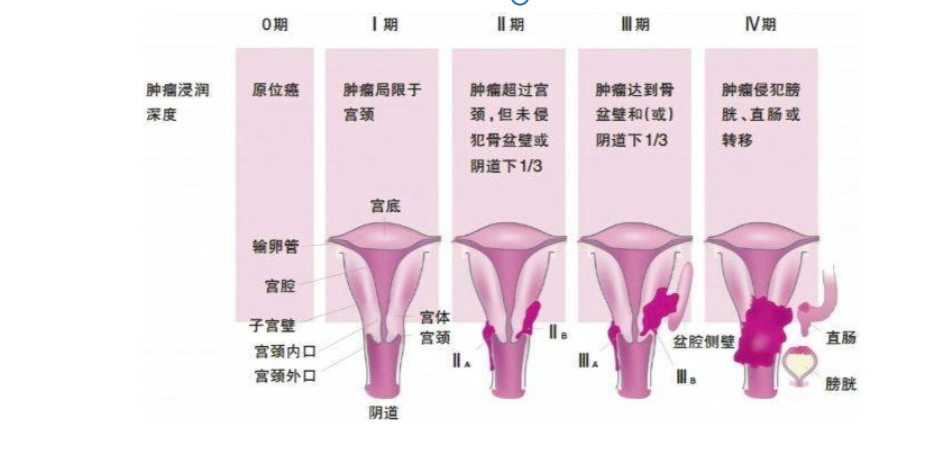 0期
Ⅰ期
Ⅱ期
Ⅲ期
Ⅳ期
肿瘤浸润
深度
原位癌
肿瘤局限于
宫颈
肿瘤超过宫
颈,但未侵
犯骨盆壁或
阴道下1/3
肿瘤达到骨
盆壁和(或)
阴道下1/3
肿瘤侵犯膀
胱、直肠或
转移
宫底
输卵管
宫腔
子宫壁
宫颈内口
宫颈外口
宫体
宫颈
阴道
ⅡA
ⅡB
ⅢA
ⅢB
盆腔侧壁
直肠
膀胱